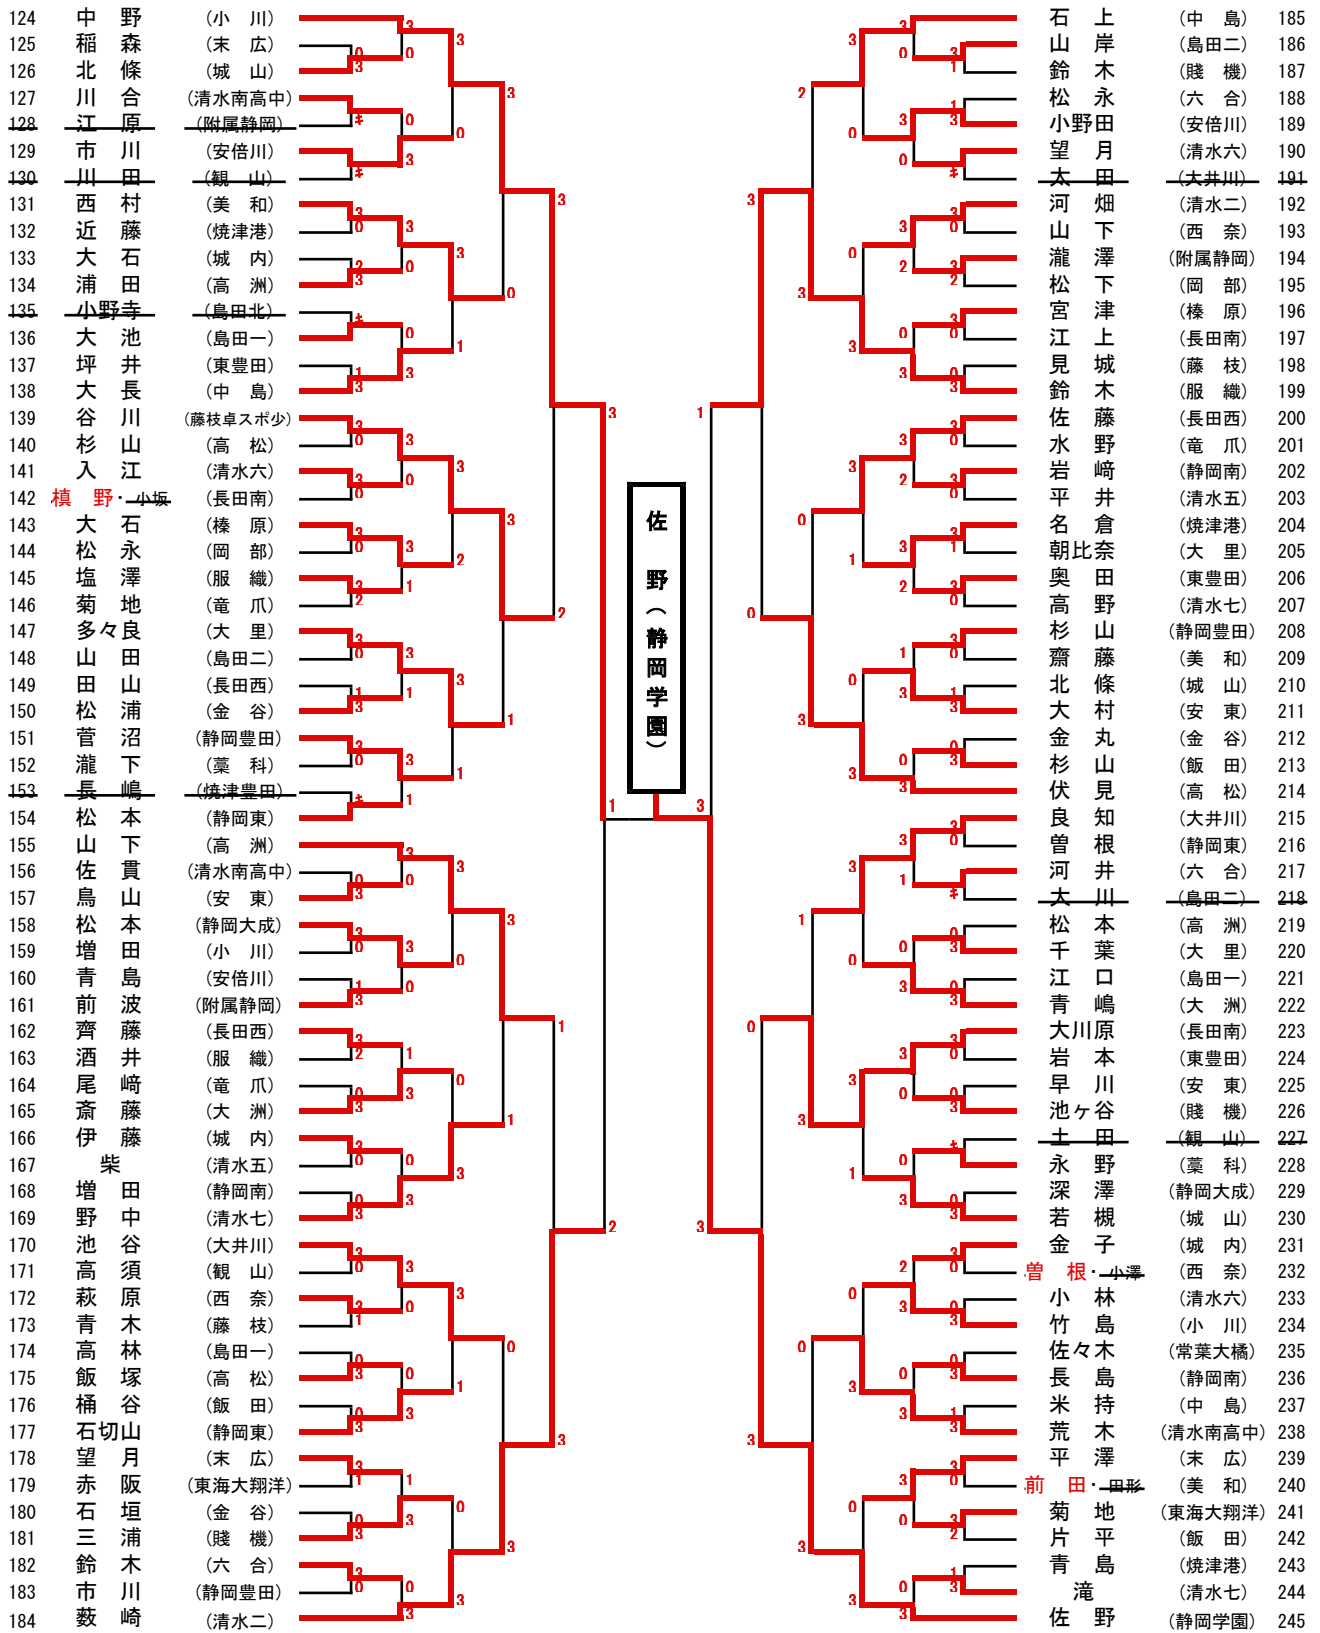 124 中 野 (小 川)
125 稲 森 (末 広)
126 北 條 (城 山)
127 川 合 (清水南高中)
128 江 原 (附属静岡)
129 市 川 (安倍川)
130 川 田 (観 山)
131 西 村 (美 和)
132 近 藤 (焼津港)
133 大 石 (城 内)
134 浦 田 (高 洲)
135 小野寺 (島田北)
136 大 池 (島田一)
137 坪 井 (東豊田)
138 大 長 (中 島)
139 谷 川 (藤枝卓スポ少)
140 杉 山 (高 松)
141 入 江 (清水六)
142 槙 野・小坂 (長田南)
143 大 石 (榛 原)
144 松 永 (岡 部)
145 塩 澤 (服 織)
146 菊 地 (竜 爪)
147 多々良 (大 里)
148 山 田 (島田二)
149 田 山 (長田西)
150 松 浦 (金 谷)
151 菅 沼 (静岡豊田)
152 瀧 下 (藁 科)
153 長 嶋 (焼津豊田)
154 松 本 (静岡東)
155 山 下 (高 洲)
156 佐 貫 (清水南高中)
157 鳥 山 (安 東)
158 松 本 (静岡大成)
159 増 田 (小 川)
160 青 島 (安倍川)
161 前 波 (附属静岡)
162 齊 藤 (長田西)
163 酒 井 (服 織)
164 尾 﨑 (竜 爪)
165 斎 藤 (大 洲)
166 伊 藤 (城 内)
167 柴 (清水五)
168 増 田 (静岡南)
169 野 中 (清水七)
170 池 谷 (大井川)
171 高 須 (観 山)
172 萩 原 (西 奈)
173 青 木 (藤 枝)
174 高 林 (島田一)
175 飯 塚 (高 松)
176 桶 谷 (飯 田)
177 石切山 (静岡東)
178 望 月 (末 広)
179 赤 阪 (東海大翔洋)
180 石 垣 (金 谷)
181 三 浦 (賤 機)
182 鈴 木 (六 合)
183 市 川 (静岡豊田)
184 薮 崎 (清水二)
佐 野(静岡学園)
石 上 (中 島) 185
山 岸 (島田二) 186
鈴 木 (賤 機) 187
松 永 (六 合) 188
小野田 (安倍川) 189
望 月 (清水六) 190
太 田 (大井川) 191
河 畑 (清水二) 192
山 下 (西 奈) 193
瀧 澤 (附属静岡) 194
松 下 (岡 部) 195
宮 津 (榛 原) 196
江 上 (長田南) 197
見 城 (藤 枝) 198
鈴 木 (服 織) 199
佐 藤 (長田西) 200
水 野 (竜 爪) 201
岩 﨑 (静岡南) 202
平 井 (清水五) 203
名 倉 (焼津港) 204
朝比奈 (大 里) 205
奥 田 (東豊田) 206
高 野 (清水七) 207
杉 山 (静岡豊田) 208
齋 藤 (美 和) 209
北 條 (城 山) 210
大 村 (安 東) 211
金 丸 (金 谷) 212
杉 山 (飯 田) 213
伏 見 (高 松) 214
良 知 (大井川) 215
曽 根 (静岡東) 216
河 井 (六 合) 217
大 川 (島田二) 218
松 本 (高 洲) 219
千 葉 (大 里) 220
江 口 (島田一) 221
青 嶋 (大 洲) 222
大川原 (長田南) 223
岩 本 (東豊田) 224
早 川 (安 東) 225
池ヶ谷 (賤 機) 226
土 田 (観 山) 227
永 野 (藁 科) 228
深 澤 (静岡大成) 229
若 槻 (城 山) 230
金 子 (城 内) 231
曽 根・小澤 (西 奈) 232
小 林 (清水六) 233
竹 島 (小 川) 234
佐々木 (常葉大橘) 235
長 島 (静岡南) 236
米 持 (中 島) 237
荒 木 (清水南高中) 238
平 澤 (末 広) 239
前 田・田形 (美 和) 240
菊 地 (東海大翔洋) 241
片 平 (飯 田) 242
青 島 (焼津港) 243
滝 (清水七) 244
佐 野 (静岡学園) 245